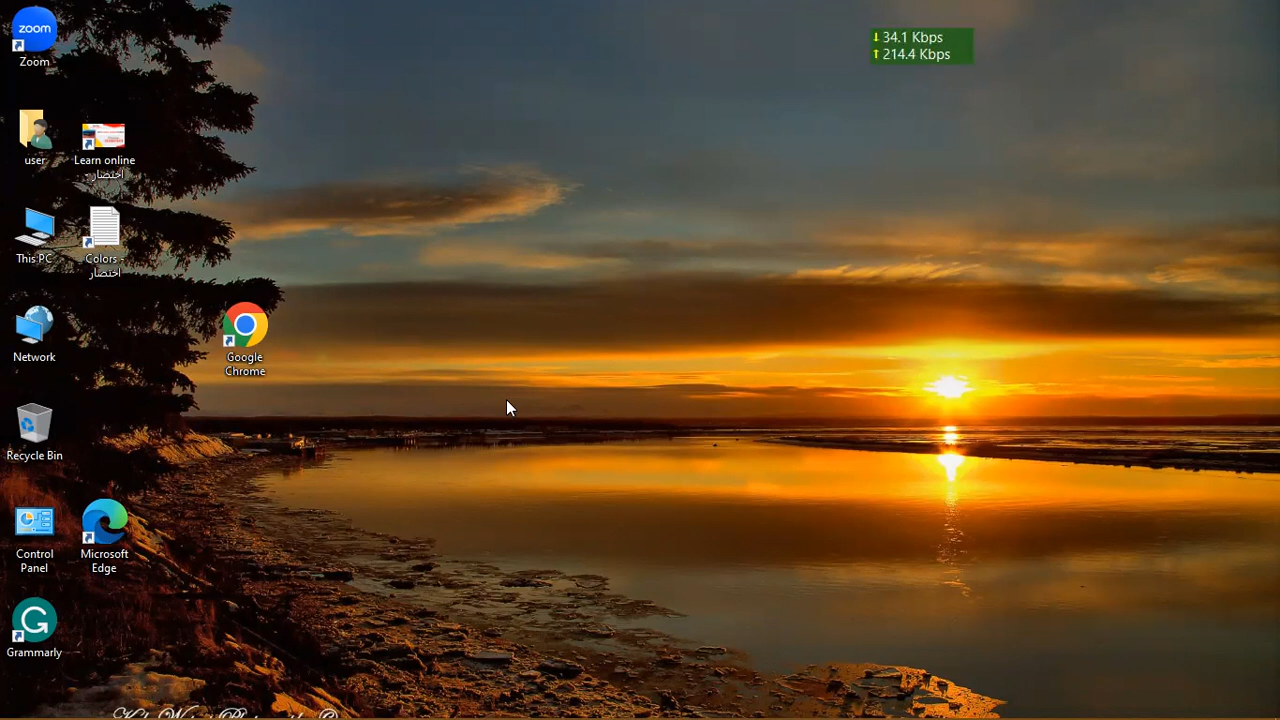 zoom
Zoom
↓ 34.1 Kbps
↑ 214.4 Kbps
user
Learn online
- اختصار
This PC
Colors -
اختصار
Network
Google
Chrome
Recycle Bin
Control
Panel
Microsoft
Edge
Grammarly